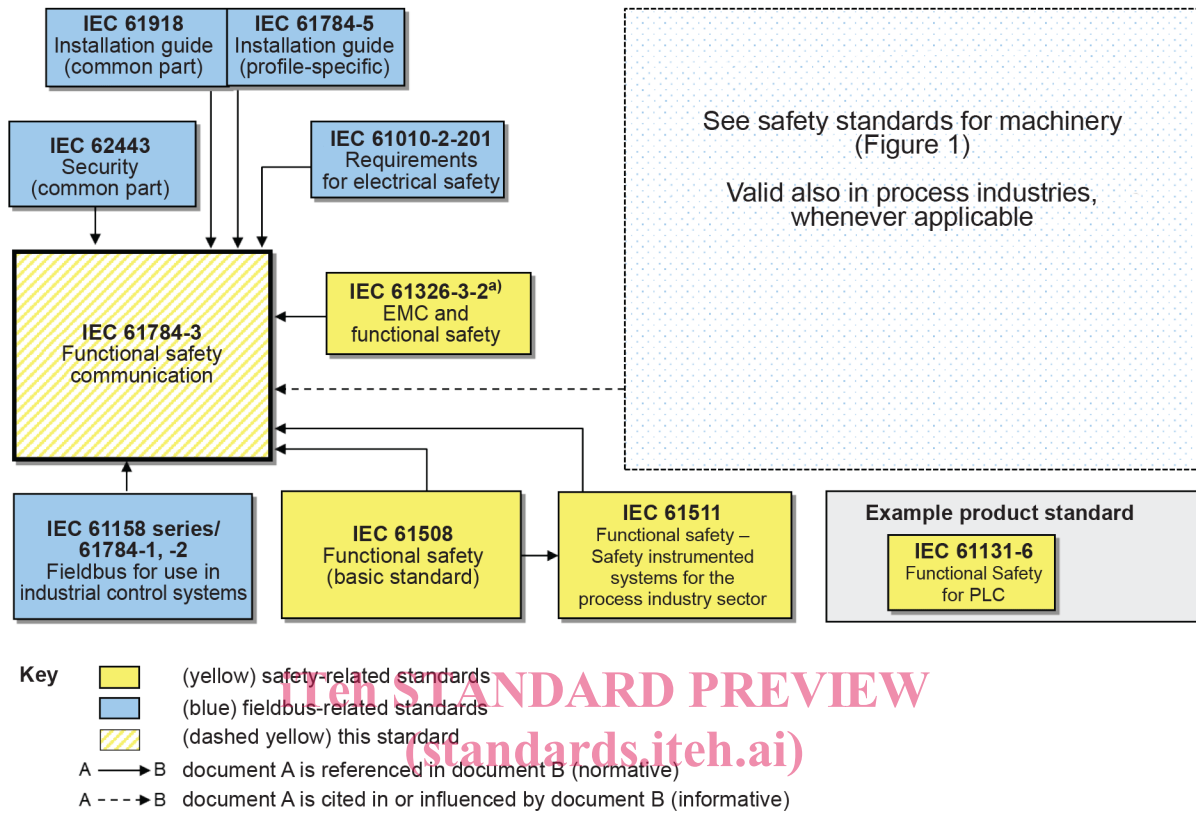 IEC 61918
Installation guide
(common part)
IEC 61784-5
Installation guide
(profile-specific)
See safety standards for machinery
(Figure 1)
Valid also in process industries,
whenever applicable
IEC 62443
Security
(common part)
IEC 61010-2-201
Requirements
for electrical safety
IEC 61784-3
Functional safety
communication
IEC 61326-3-2a)
EMC and
functional safety
IEC 61158 series/
61784-1, -2
Fieldbus for use in
industrial control systems
IEC 61508
Functional safety
(basic standard)
IEC 61511
Functional safety –
Safety instrumented
systems for the
process industry sector
Example product standard
IEC 61131-6
Functional Safety
for PLC
Key
(yellow) safety-related standards
iTeh STANDARD PREVIEW
(blue) fieldbus-related standards
(dashed yellow) this standard
(standards.iteh.ai)
A B document A is referenced in document B (normative)
A B document A is cited in or influenced by document B (informative)